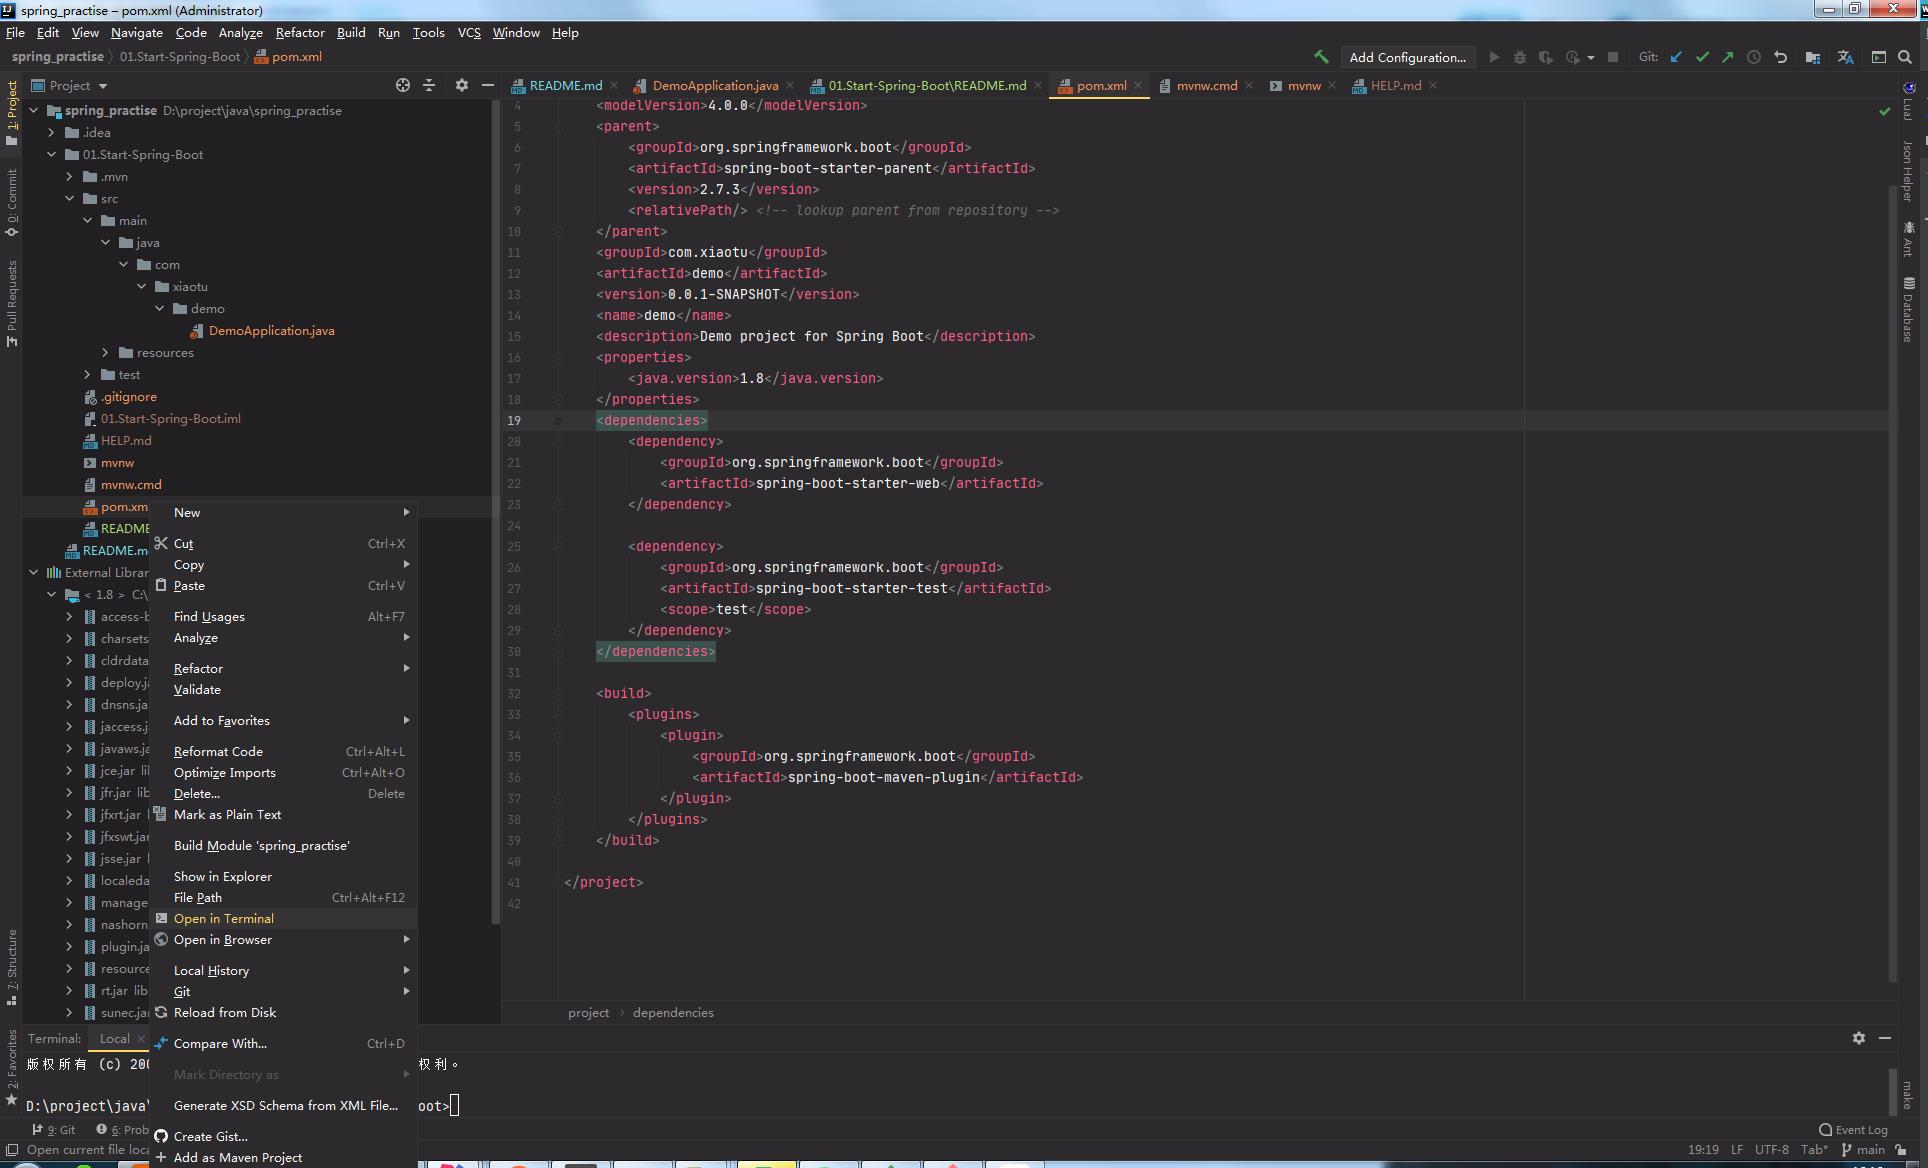 spring_practise – pom.xml (Administrator)
File Edit View Navigate Code Analyze Refactor Build Run Tools VCS Window Help
spring_practise 01.Start-Spring-Boot pom.xml
Add Configuration...
Git:
Project
README.md
DemoApplication.java
01.Start-Spring-Boot\README.md
pom.xml
mvnw.cmd
mvnw
HELP.md
1: Project
0: Commit
Pull Requests
7: Structure
2: Favorites
spring_practise D:\project\java\spring_practise
.idea
01.Start-Spring-Boot
.mvn
src
main
java
com
xiaotu
demo
DemoApplication.java
resources
test
.gitignore
01.Start-Spring-Boot.iml
HELP.md
mvnw
mvnw.cmd
pom.xm
README
README.m
External Librar
< 1.8 > C:\
access-b
charsets
cldrdata
deploy.ja
dnsns.ja
jaccess.j
javaws.ja
jce.jar lib
jfr.jar lib
jfxrt.jar lib
jfxswt.jar
jsse.jar l
localeda
manage
nashorn
plugin.ja
resource
rt.jar lib
sunec.jar
New
Cut Ctrl+X
Copy
Paste Ctrl+V
Find Usages Alt+F7
Analyze
Refactor
Validate
Add to Favorites
Reformat Code Ctrl+Alt+L
Optimize Imports Ctrl+Alt+O
Delete... Delete
Mark as Plain Text
Build Module 'spring_practise'
Show in Explorer
File Path Ctrl+Alt+F12
Open in Terminal
Open in Browser
Local History
Git
Reload from Disk
Compare With... Ctrl+D
Mark Directory as
Generate XSD Schema from XML File...
Create Gist...
Add as Maven Project
4 <modelVersion>4.0.0</modelVersion>
5 <parent>
6 <groupId>org.springframework.boot</groupId>
7 <artifactId>spring-boot-starter-parent</artifactId>
8 <version>2.7.3</version>
9 <relativePath/> <!-- lookup parent from repository -->
10 </parent>
11 <groupId>com.xiaotu</groupId>
12 <artifactId>demo</artifactId>
13 <version>0.0.1-SNAPSHOT</version>
14 <name>demo</name>
15 <description>Demo project for Spring Boot</description>
16 <properties>
17 <java.version>1.8</java.version>
18 </properties>
19 <dependencies>
20 <dependency>
21 <groupId>org.springframework.boot</groupId>
22 <artifactId>spring-boot-starter-web</artifactId>
23 </dependency>
24
25 <dependency>
26 <groupId>org.springframework.boot</groupId>
27 <artifactId>spring-boot-starter-test</artifactId>
28 <scope>test</scope>
29 </dependency>
30 </dependencies>
31
32 <build>
33 <plugins>
34 <plugin>
35 <groupId>org.springframework.boot</groupId>
36 <artifactId>spring-boot-maven-plugin</artifactId>
37 </plugin>
38 </plugins>
39 </build>
40
41 </project>
42
project dependencies
LuaJ
Json Helper
Ant
Database
make
Terminal: Local
版权所有 (c) 200 权利。
D:\project\java\ oot>
9: Git 6: Prob
Event Log
Open current file loca
19:19 LF UTF-8 Tab* main